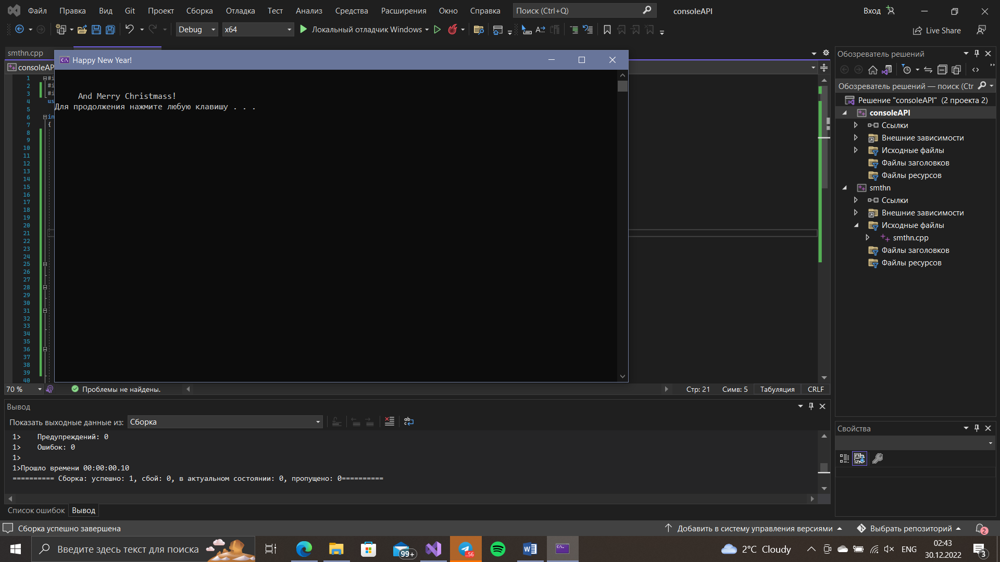 Файл Правка Вид Git Проект Сборка Отладка Тест Анализ Средства Расширения Окно Справка Поиск (Ctrl+Q) consoleAPI Вход
Debug x64 Локальный отладчик Windows Live Share
smthn.cpp
consoleAP
Happy New Year!
And Merry Christmass!
Для продолжения нажмите любую клавишу . . .
1 #i
2 #i
3 #i
4 us
5
6 in
7 {
8
9
10
11
12
13
14
15
16
17
18
19
20
21
22
23
24
25
26
27
28
29
30
31
32
33
34
35
36
37
38
39
40
70 % Проблемы не найдены. Стр: 21 Симв: 5 Табуляция CRLF
Вывод
Показать выходные данные из: Сборка
1> Предупреждений: 0
1> Ошибок: 0
1>
1>Прошло времени 00:00:00.10
========== Сборка: успешно: 1, сбой: 0, в актуальном состоянии: 0, пропущено: 0==========
Список ошибок Вывод
Обозреватель решений
Обозреватель решений — поиск (Ctr
Решение "consoleAPI" (2 проекта 2)
consoleAPI
Ссылки
Внешние зависимости
Исходные файлы
Файлы заголовков
Файлы ресурсов
smthn
Ссылки
Внешние зависимости
Исходные файлы
smthn.cpp
Файлы заголовков
Файлы ресурсов
Свойства
Сборка успешно завершена Добавить в систему управления версиями Выбрать репозиторий 2
Введите здесь текст для поиска 99+ ..56 2°C Cloudy ENG 02:43
30.12.2022 3